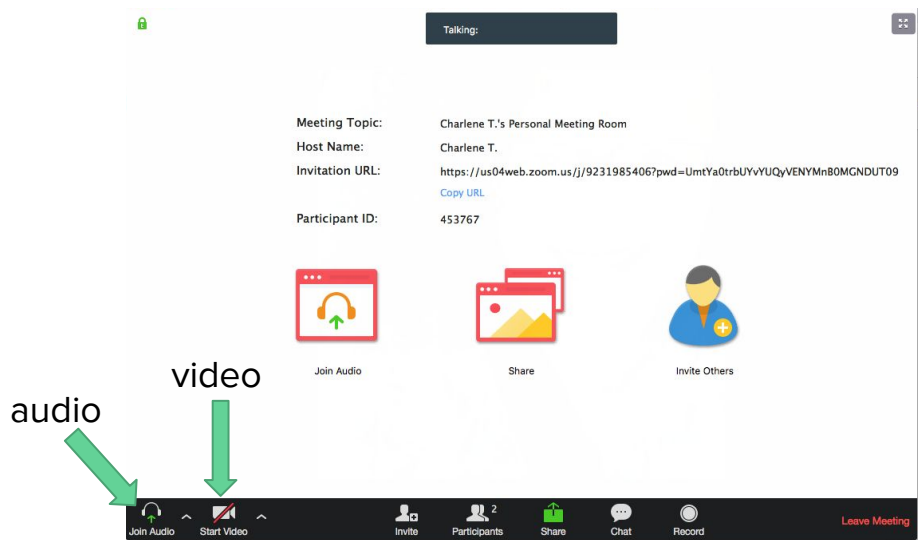 Talking:
Meeting Topic: Charlene T.'s Personal Meeting Room
Host Name: Charlene T.
Invitation URL: https://us04web.zoom.us/j/9231985406?pwd=UmtYa0trbUYvYUQyVENYMnB0MGNDUT09
Copy URL
Participant ID: 453767
Join Audio Share Invite Others
video
audio
Join Audio Start Video Invite Participants 2 Share Chat Record Leave Meeting